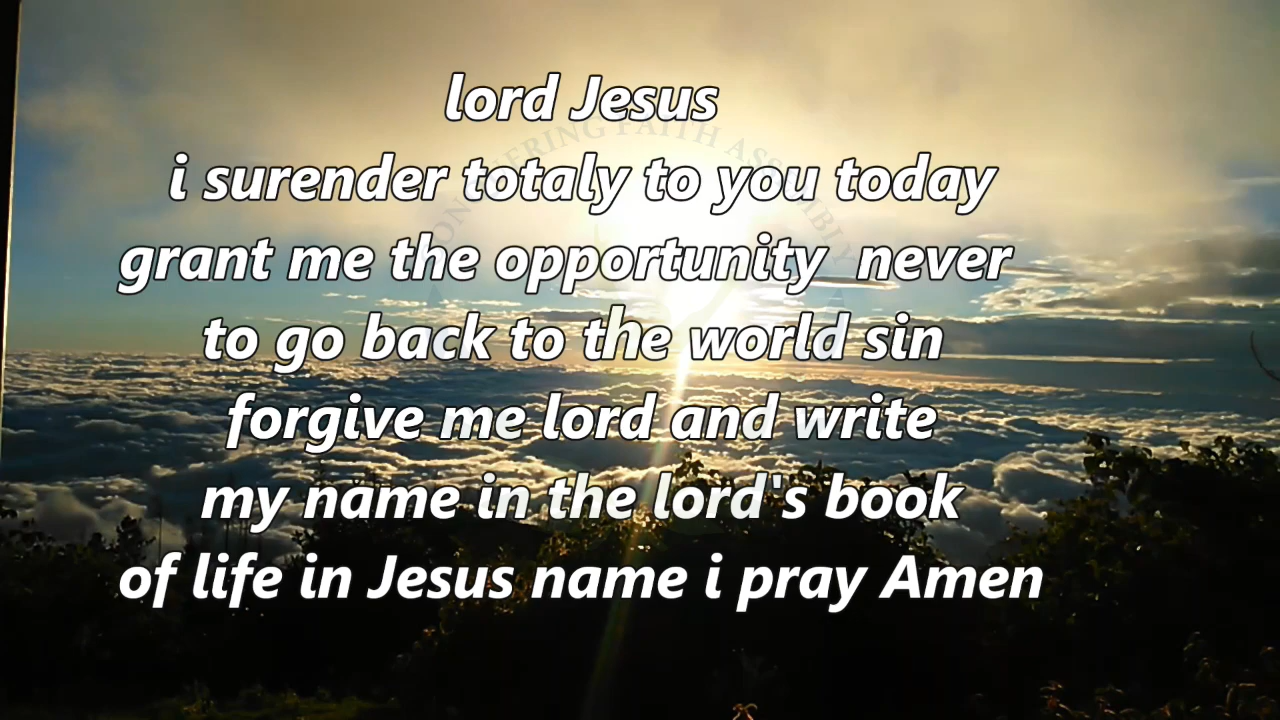 lord Jesus
i surender totaly to you today
grant me the opportunity never
to go back to the world sin
forgive me lord and write
my name in the lord's book
of life in Jesus name i pray Amen